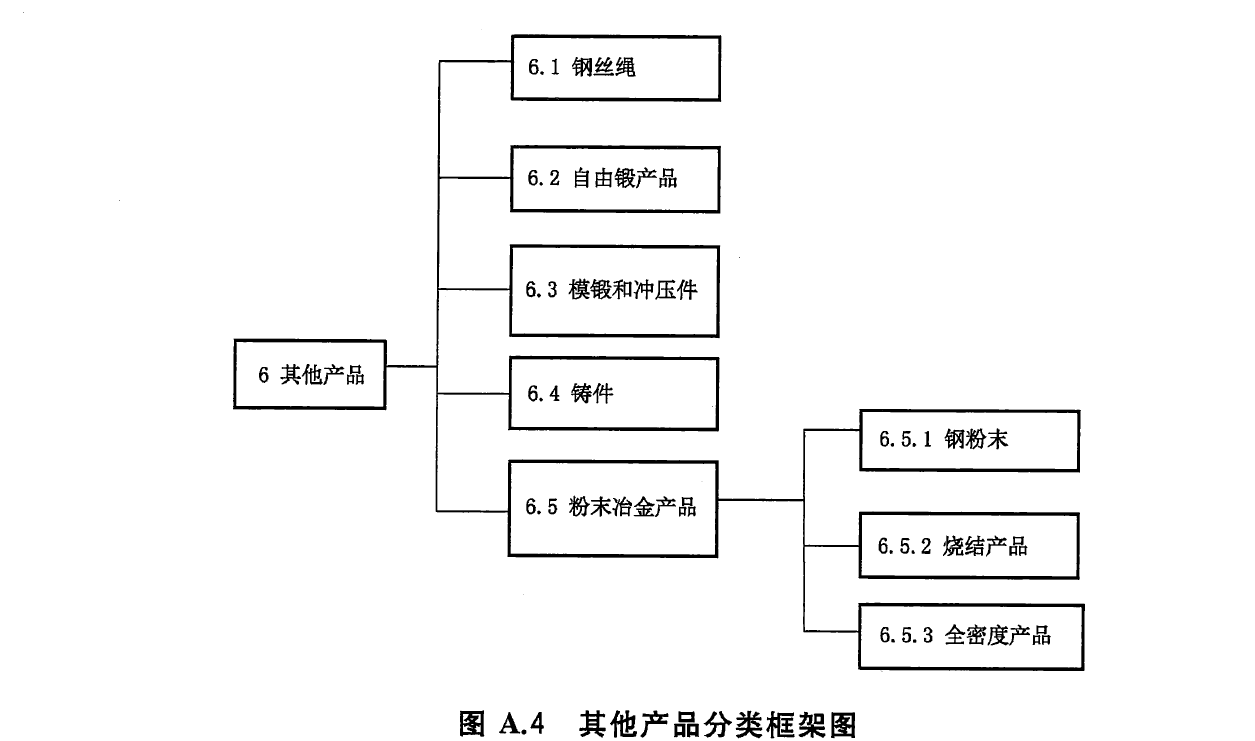 6.1 钢丝绳
6.2 自由锻产品
6.3 模锻和冲压件
6 其他产品
6.4 铸件
6.5 粉末冶金产品
6.5.1 钢粉末
6.5.2 烧结产品
6.5.3 全密度产品
图 A.4 其他产品分类框架图